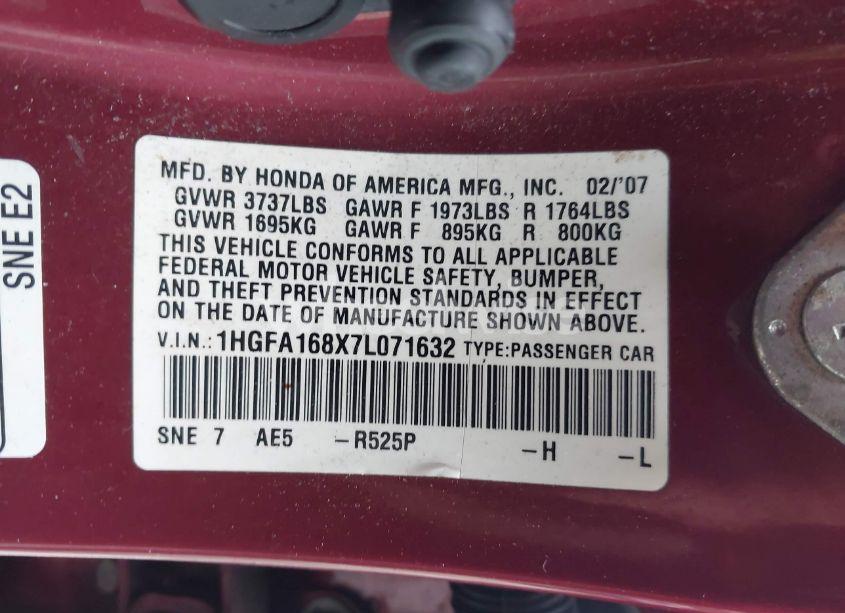 SNE E2
MFD. BY HONDA OF AMERICA MFG., INC. 02/'07
GVWR 3737LBS GAWR F 1973LBS R 1764LBS
GVWR 1695KG GAWR F 895KG R 800KG
THIS VEHICLE CONFORMS TO ALL APPLICABLE
FEDERAL MOTOR VEHICLE SAFETY, BUMPER,
AND THEFT PREVENTION STANDARDS IN EFFECT
ON THE DATE OF MANUFACTURE SHOWN ABOVE.
V.I.N.: 1HGFA168X7L071632 TYPE:PASSENGER CAR
SNE 7 AE5 -R525P -H -L